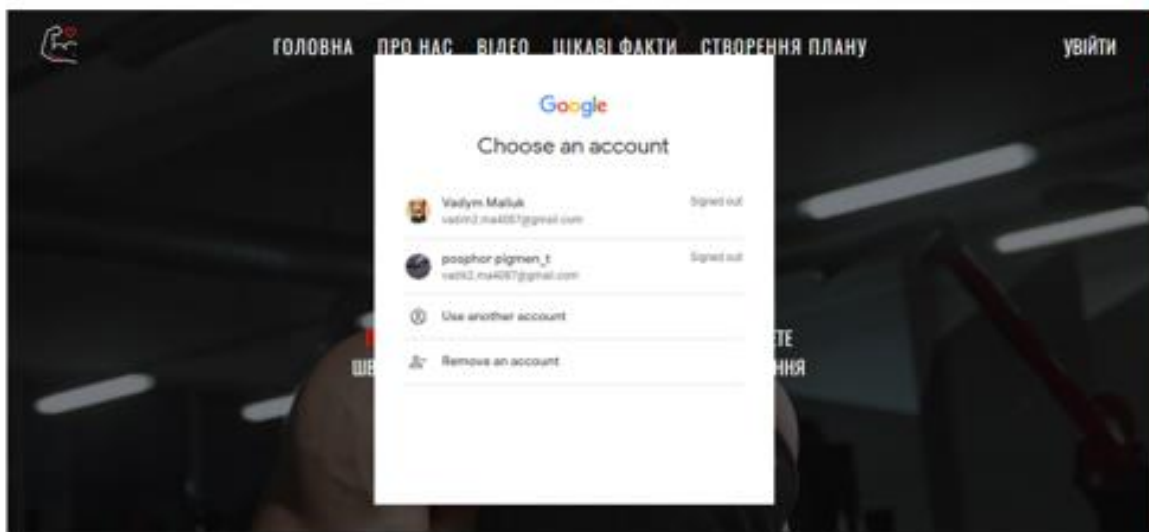 ГОЛОВНА ПРО НАС ВІДЕО ЦІКАВІ ФАКТИ СТВОРЕННЯ ПЛАНУ УВІЙТИ
Google
Choose an account
Vadym Maliuk Signed out
posphor pigmen_t Signed out
Use another account
Remove an account